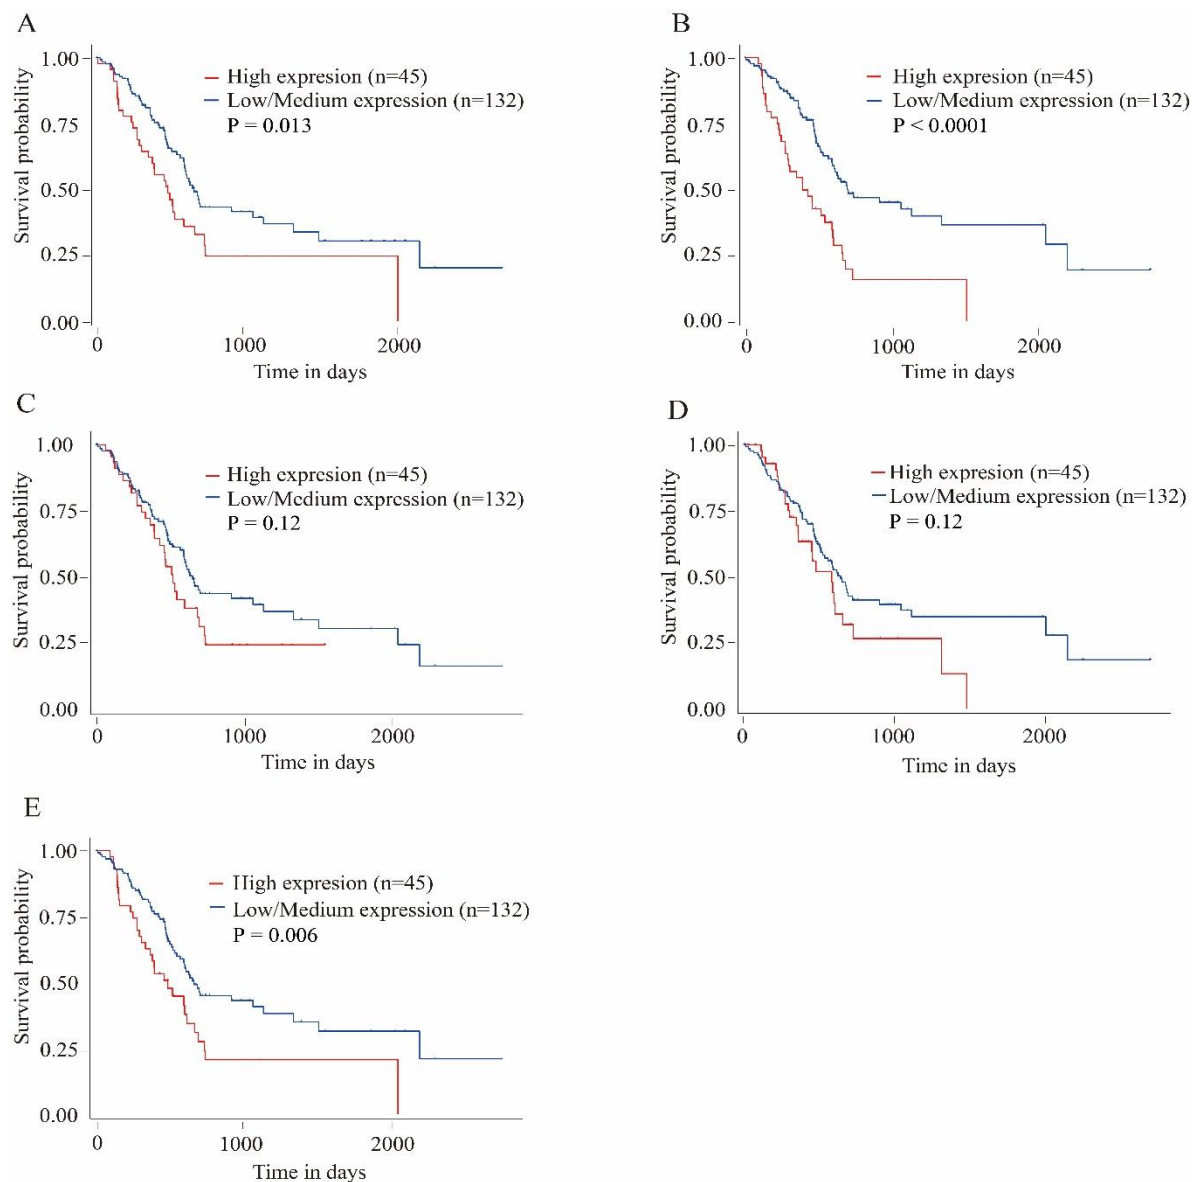 A
1.00
0.75
0.50
0.25
0.00
Survival probability
High expresion (n=45)
Low/Medium expression (n=132)
P = 0.013
0 1000 2000
Time in days
B
1.00
0.75
0.50
0.25
0.00
Survival probability
High expresion (n=45)
Low/Medium expression (n=132)
P < 0.0001
0 1000 2000
Time in days
C
1.00
0.75
0.50
0.25
0.00
Survival probability
High expresion (n=45)
Low/Medium expression (n=132)
P = 0.12
0 1000 2000
Time in days
D
1.00
0.75
0.50
0.25
0.00
Survival probability
High expresion (n=45)
Low/Medium expression (n=132)
P = 0.12
0 1000 2000
Time in days
E
1.00
0.75
0.50
0.25
0.00
Survival probability
High expresion (n=45)
Low/Medium expression (n=132)
P = 0.006
0 1000 2000
Time in days